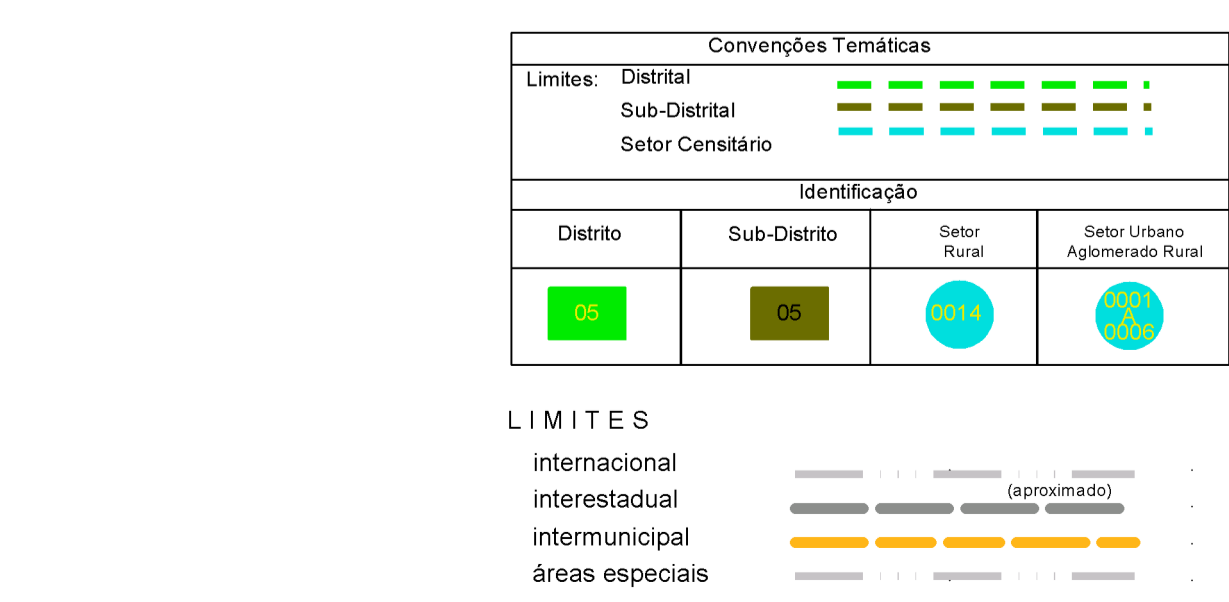 Convenções Temáticas
Limites: Distrital
Sub-Distrital
Setor Censitário
Identificação
Distrito
Sub-Distrito
Setor
Rural
Setor Urbano
Aglomerado Rural
05
05
0014
0001
A
0006
LIMITES
internacional
interestadual
(aproximado)
intermunicipal
áreas especiais